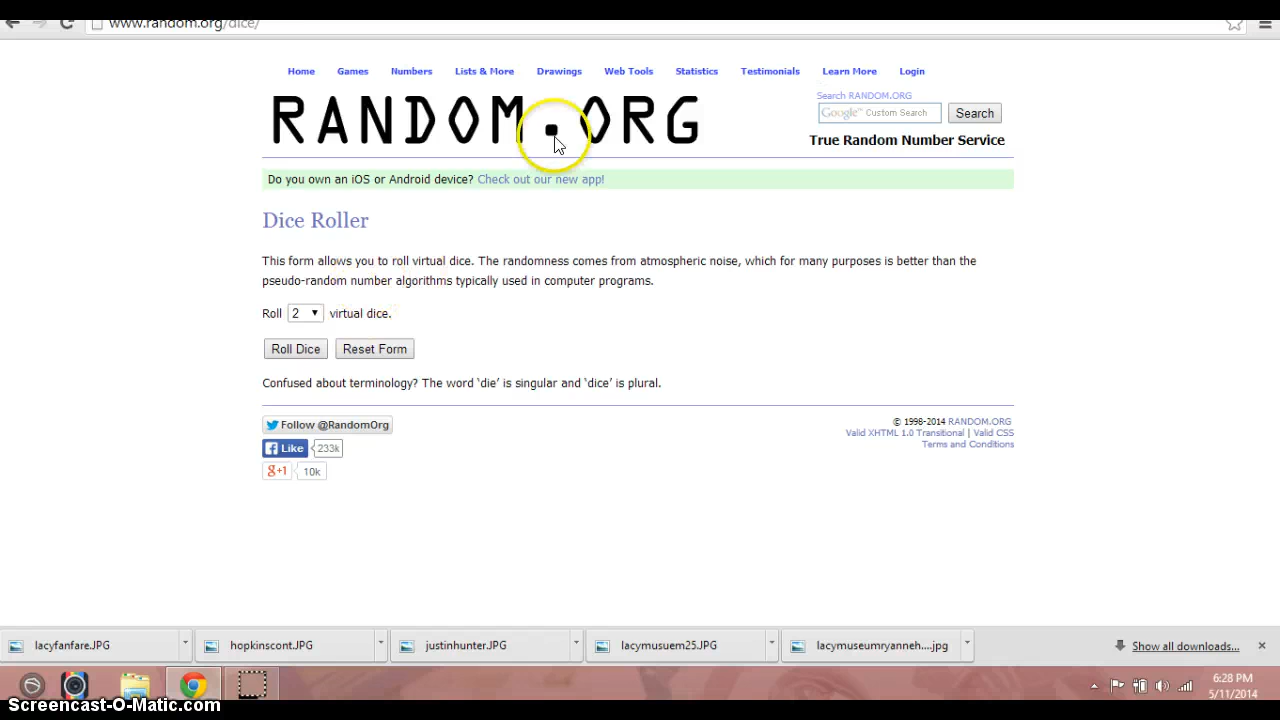 www.random.org/dice/
Home Games Numbers Lists & More Drawings Web Tools Statistics Testimonials Learn More Login
Search RANDOM.ORG
RANDOM.ORG
Google™ Custom Search Search
True Random Number Service
Do you own an iOS or Android device? Check out our new app!
Dice Roller
This form allows you to roll virtual dice. The randomness comes from atmospheric noise, which for many purposes is better than the
pseudo-random number algorithms typically used in computer programs.
Roll 2 virtual dice.
Roll Dice Reset Form
Confused about terminology? The word ‘die’ is singular and ‘dice’ is plural.
Follow @RandomOrg
Like 233k
g+1 10k
© 1998-2014 RANDOM.ORG
Valid XHTML 1.0 Transitional | Valid CSS
Terms and Conditions
lacyfanfare.JPG hopkinscont.JPG justinhunter.JPG lacymusuem25.JPG lacymuseumryanneh....jpg Show all downloads...
6:28 PM
5/11/2014
Screencast-O-Matic.com